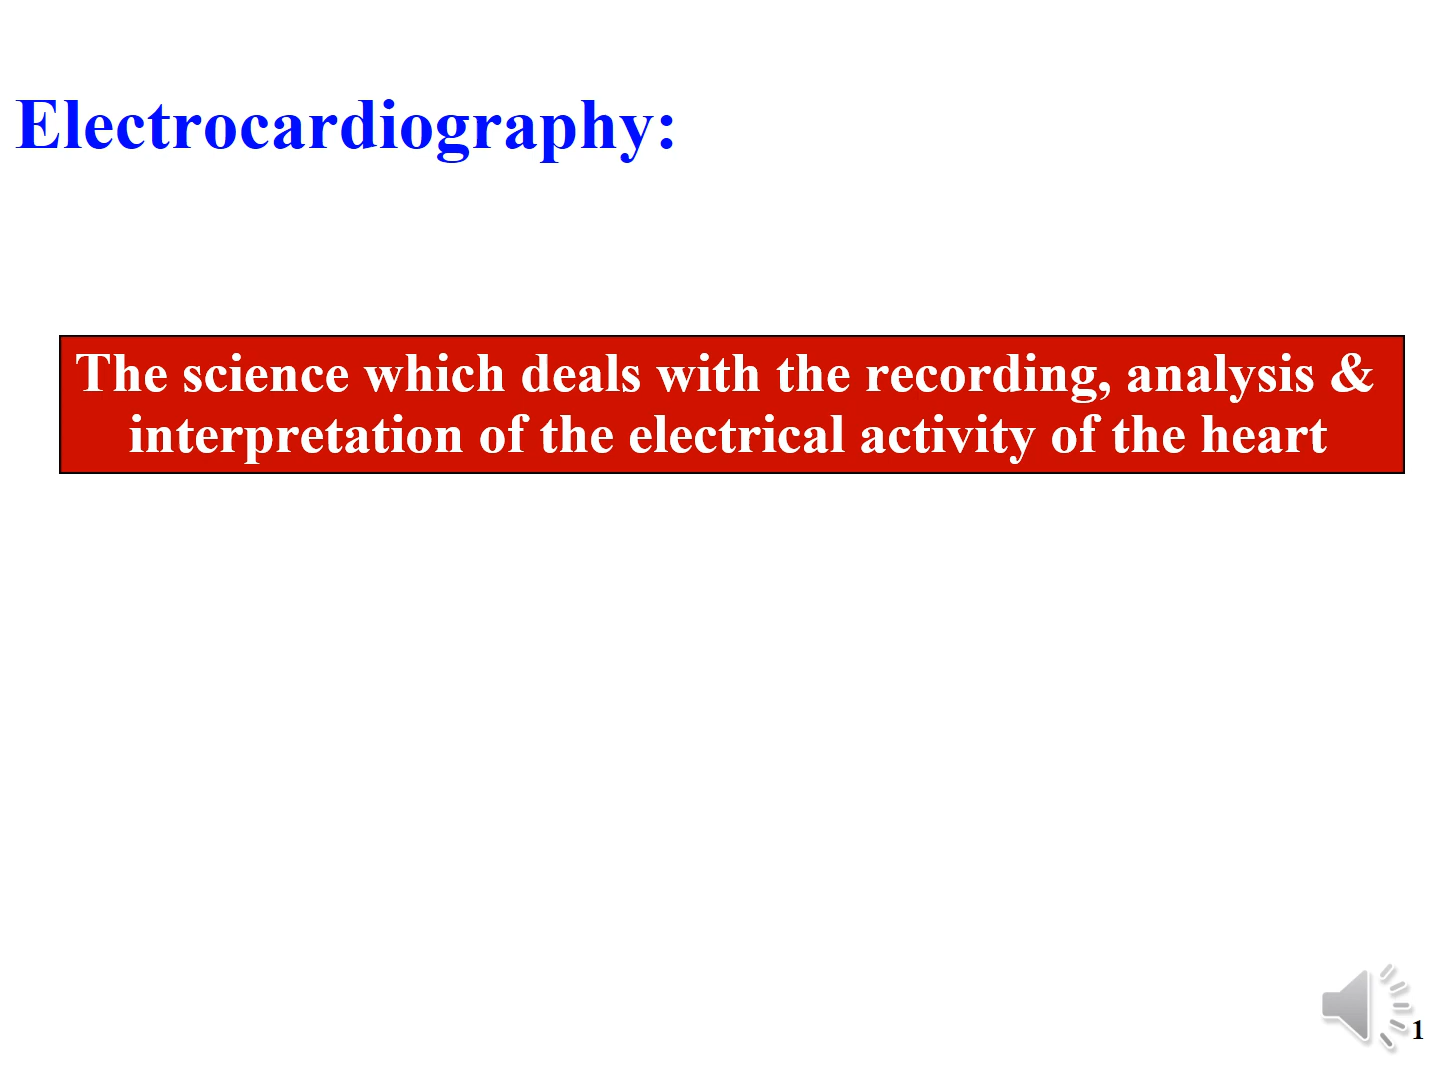 Electrocardiography:
The science which deals with the recording, analysis &
interpretation of the electrical activity of the heart
1